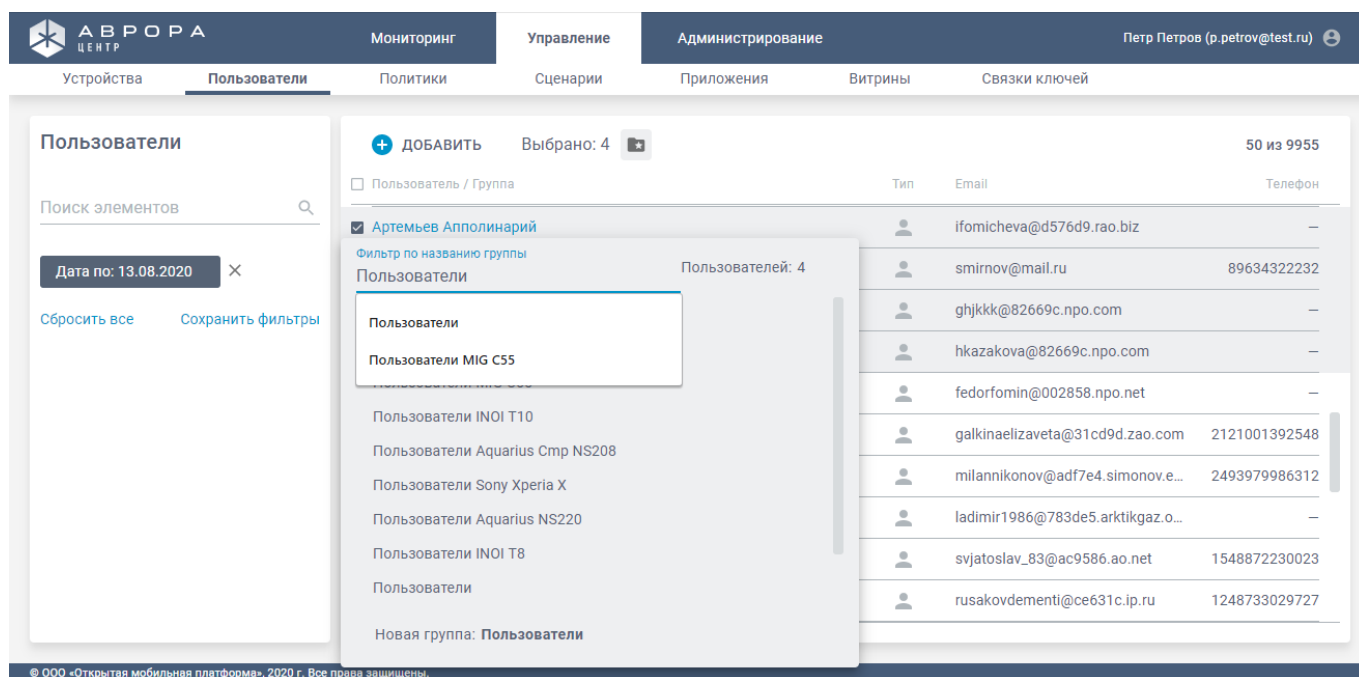 АВРОРА
ЦЕНТР
Мониторинг Управление Администрирование Петр Петров (p.petrov@test.ru)
Устройства Пользователи Политики Сценарии Приложения Витрины Связки ключей
Пользователи
Поиск элементов
Дата по: 13.08.2020
Сбросить все Сохранить фильтры
ДОБАВИТЬ Выбрано: 4 50 из 9955
Пользователь / Группа Тип Email Телефон
Артемьев Апполинарий ifomicheva@d576d9.rao.biz –
smirnov@mail.ru 89634322232
ghjkkk@82669c.npo.com –
hkazakova@82669c.npo.com –
fedorfomin@002858.npo.net –
galkinaelizaveta@31cd9d.zao.com 2121001392548
milannikonov@adf7e4.simonov.e... 2493979986312
ladimir1986@783de5.arktikgaz.o... –
svjatoslav_83@ac9586.ao.net 1548872230023
rusakovdementi@ce631c.ip.ru 1248733029727
Фильтр по названию группы
Пользователи Пользователей: 4
Пользователи
Пользователи MIG C55
Пользователи INOI T10
Пользователи Aquarius Cmp NS208
Пользователи Sony Xperia X
Пользователи Aquarius NS220
Пользователи INOI T8
Пользователи
Новая группа: Пользователи
© ООО «Открытая мобильная платформа», 2020 г. Все права защищены.